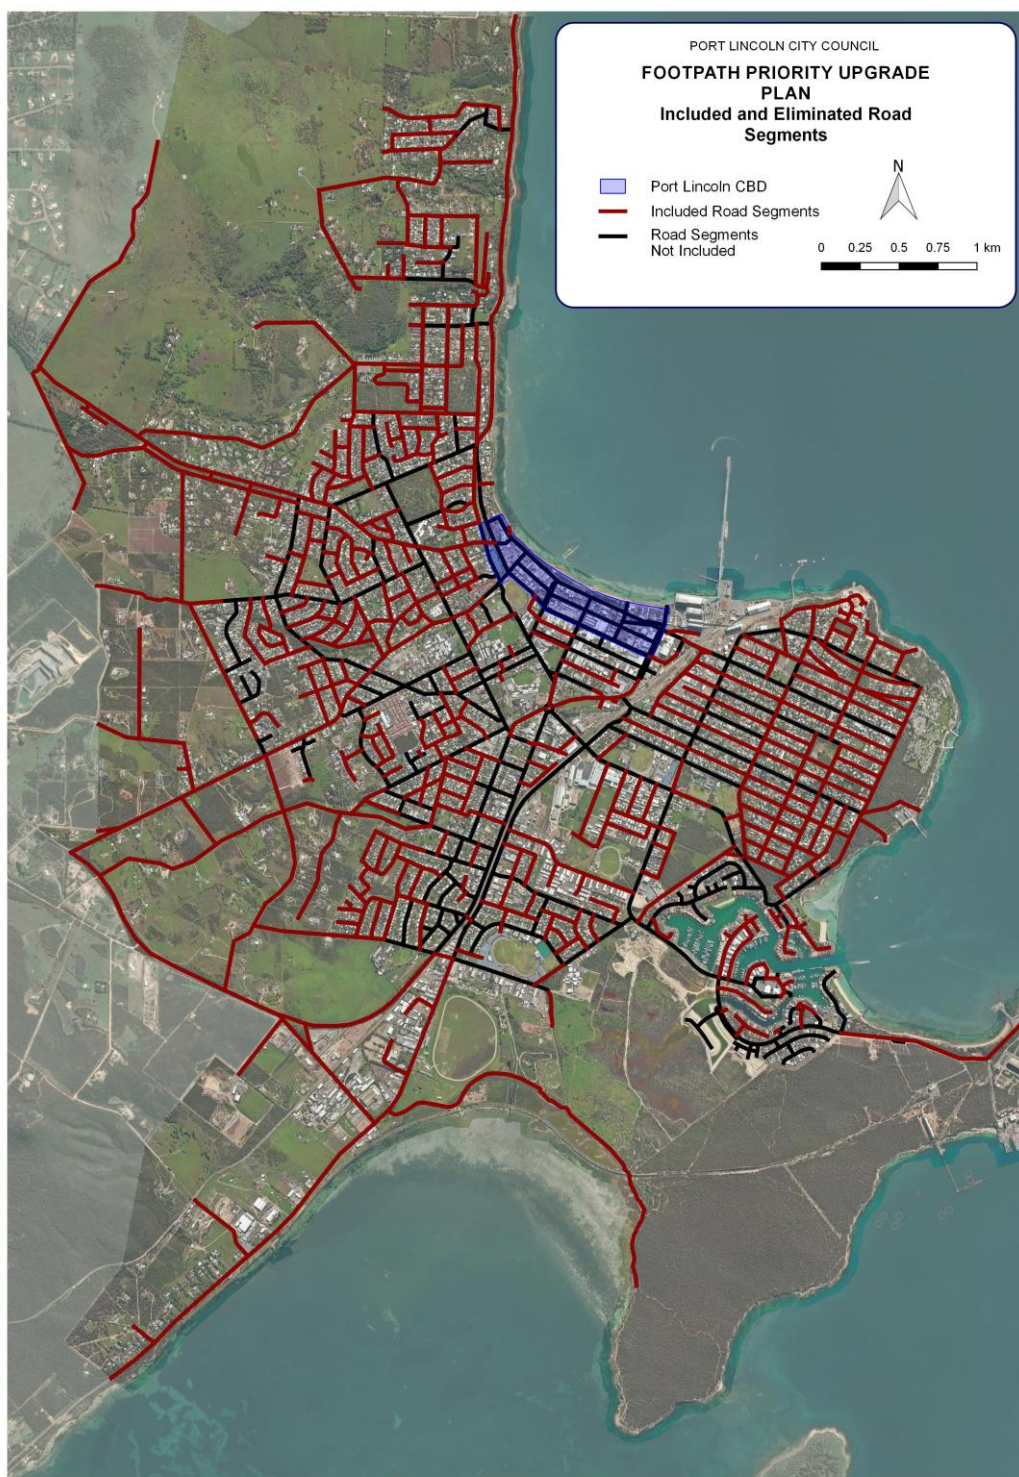 PORT LINCOLN CITY COUNCIL
FOOTPATH PRIORITY UPGRADE
PLAN
Included and Eliminated Road
Segments
N
Port Lincoln CBD
Included Road Segments
Road Segments
Not Included
0 0.25 0.5 0.75 1 km